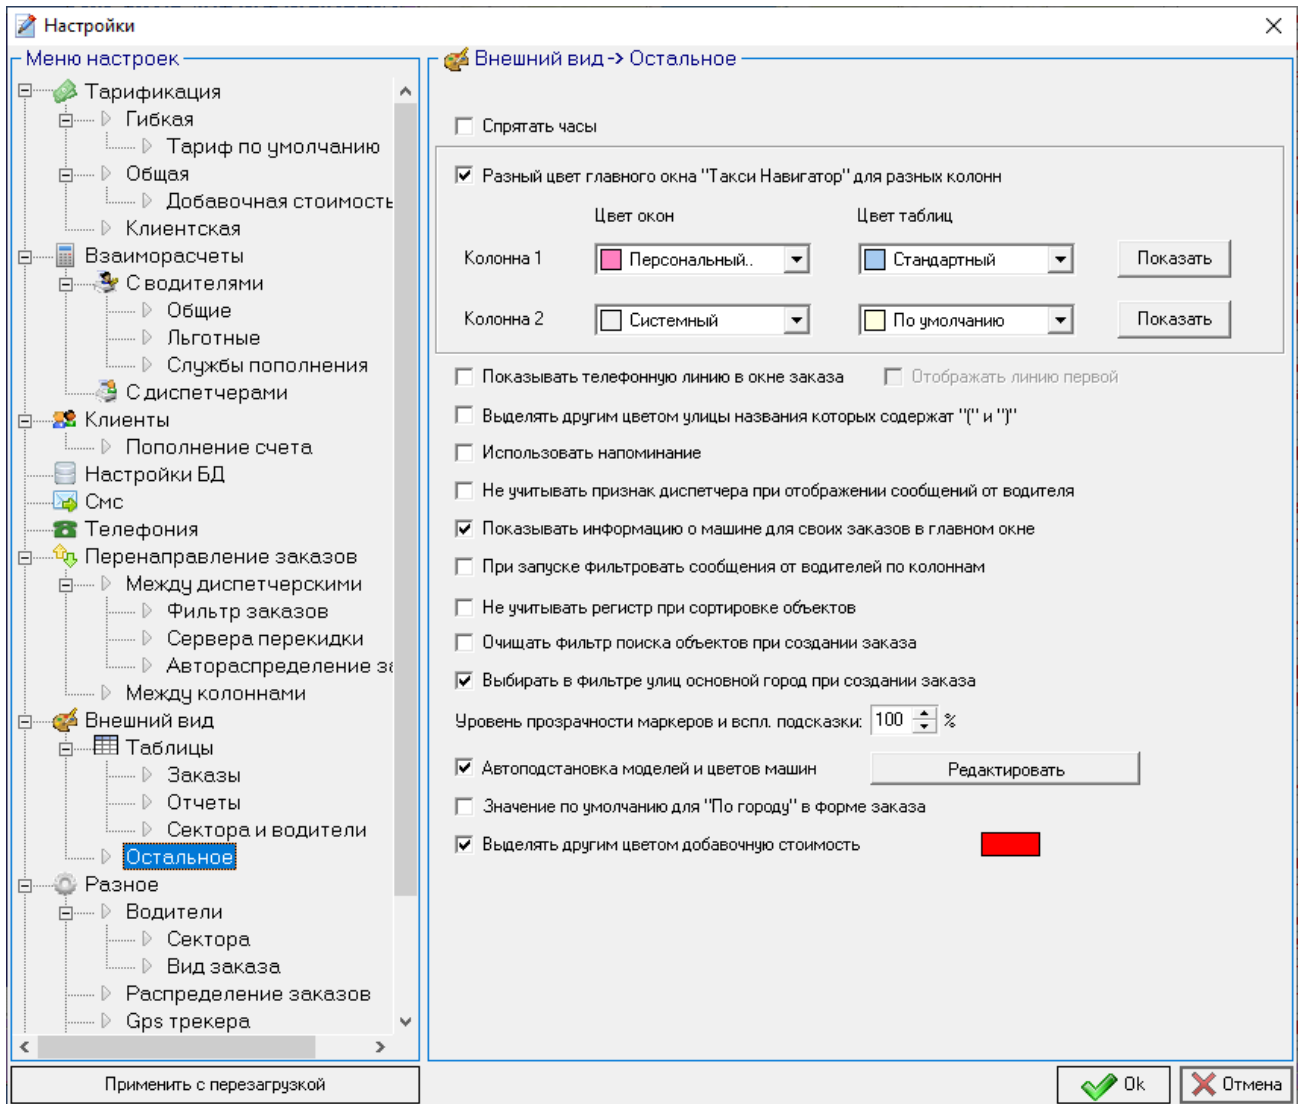 Настройки
Меню настроек
Тарификация
Гибкая
Тариф по умолчанию
Общая
Добавочная стоимость
Клиентская
Взаиморасчеты
С водителями
Общие
Льготные
Службы пополнения
С диспетчерами
Клиенты
Пополнение счета
Настройки БД
Смс
Телефония
Перенаправление заказов
Между диспетчерскими
Фильтр заказов
Сервера перекидки
Автораспределение за
Между колоннами
Внешний вид
Таблицы
Заказы
Отчеты
Сектора и водители
Остальное
Разное
Водители
Сектора
Вид заказа
Распределение заказов
Gps трекера
Применить с перезагрузкой
Внешний вид -> Остальное
Спрятать часы
Разный цвет главного окна "Такси Навигатор" для разных колонн
Цвет окон Цвет таблиц
Колонна 1 Персональный.. Стандартный Показать
Колонна 2 Системный По умолчанию Показать
Показывать телефонную линию в окне заказа Отображать линию первой
Выделять другим цветом улицы названия которых содержат "(" и ")"
Использовать напоминание
Не учитывать признак диспетчера при отображении сообщений от водителя
Показывать информацию о машине для своих заказов в главном окне
При запуске фильтровать сообщения от водителей по колоннам
Не учитывать регистр при сортировке объектов
Очищать фильтр поиска объектов при создании заказа
Выбирать в фильтре улиц основной город при создании заказа
Уровень прозрачности маркеров и вспл. подсказки: 100 %
Автоподстановка моделей и цветов машин Редактировать
Значение по умолчанию для "По городу" в форме заказа
Выделять другим цветом добавочную стоимость
Ok Отмена